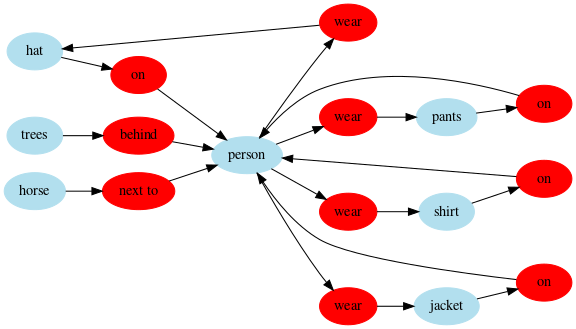 wear
hat
on
wear
pants
on
trees
behind
person
horse
next to
wear
shirt
on
wear
jacket
on